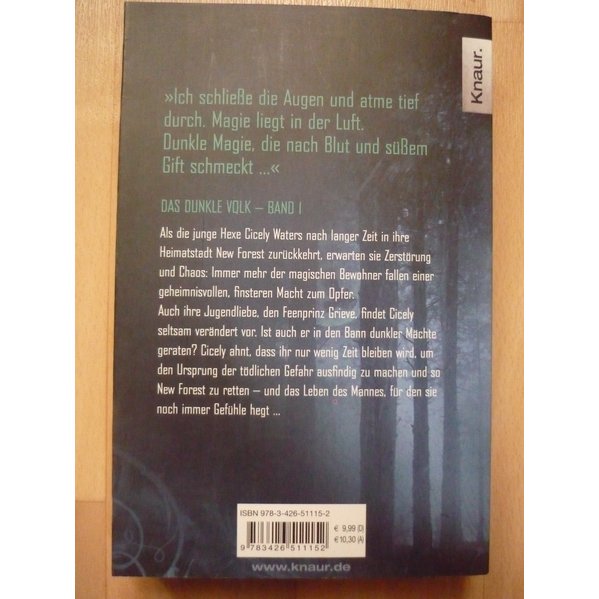 Knaur.
»Ich schließe die Augen und atme tief
durch. Magie liegt in der Luft.
Dunkle Magie, die nach Blut und süßem
Gift schmeckt ...«
DAS DUNKLE VOLK – BAND 1
Als die junge Hexe Cicely Waters nach langer Zeit in ihre
Heimatstadt New Forest zurückkehrt, erwarten sie Zerstörung
und Chaos: Immer mehr der magischen Bewohner fallen einer
geheimnisvollen, finsteren Macht zum Opfer.
Auch ihre Jugendliebe, den Feenprinz Grieve, findet Cicely
seltsam verändert vor. Ist auch er in den Bann dunkler Mächte
geraten? Cicely ahnt, dass ihr nur wenig Zeit bleiben wird, um
den Ursprung der tödlichen Gefahr ausfindig zu machen und so
New Forest zu retten – und das Leben des Mannes, für den sie
noch immer Gefühle hegt ...
ISBN 978-3-426-51115-2
€ 9,99 (D)
€ 10,30 (A)
9 783426 511152
www.knaur.de